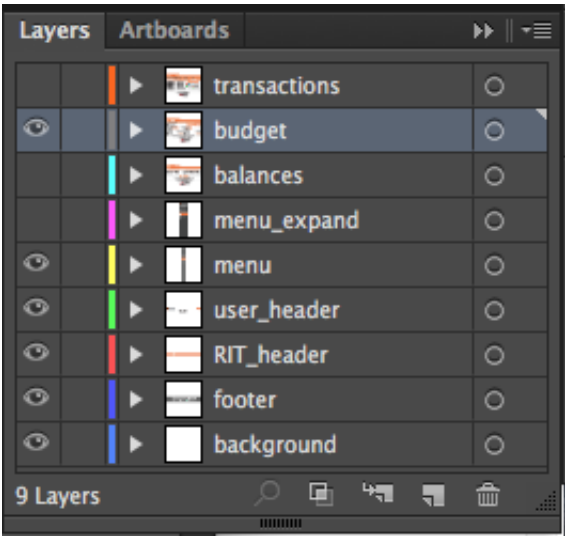 Layers Artboards
transactions
budget
balances
menu_expand
menu
user_header
RIT_header
footer
background
9 Layers